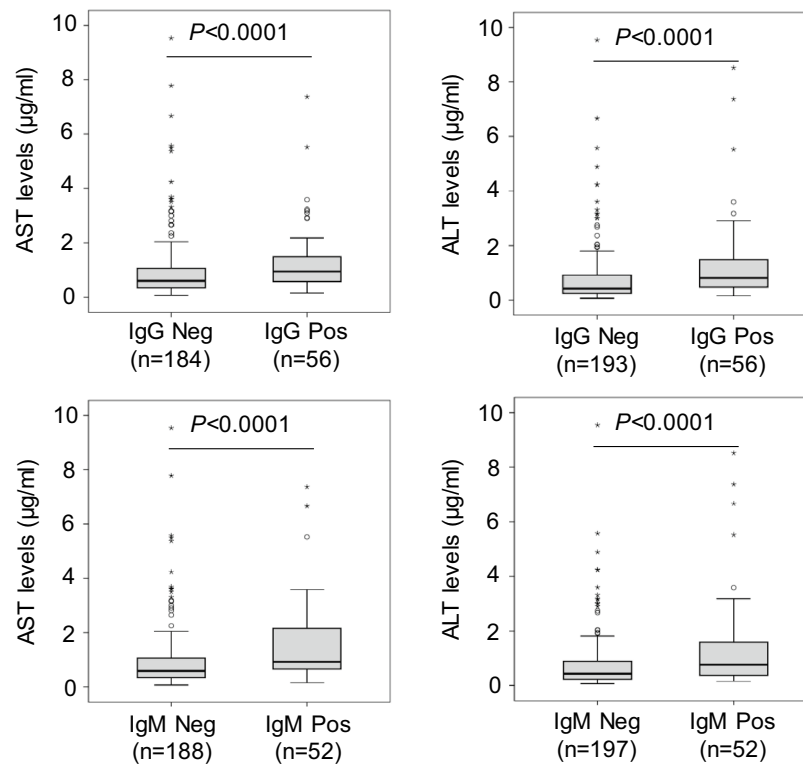 AST levels (µg/ml)
10
8
6
4
2
0
P<0.0001
IgG Neg
(n=184)
IgG Pos
(n=56)
ALT levels (µg/ml)
10
8
6
4
2
0
P<0.0001
IgG Neg
(n=193)
IgG Pos
(n=56)
AST levels (µg/ml)
10
8
6
4
2
0
P<0.0001
IgM Neg
(n=188)
IgM Pos
(n=52)
ALT levels (µg/ml)
10
8
6
4
2
0
P<0.0001
IgM Neg
(n=197)
IgM Pos
(n=52)